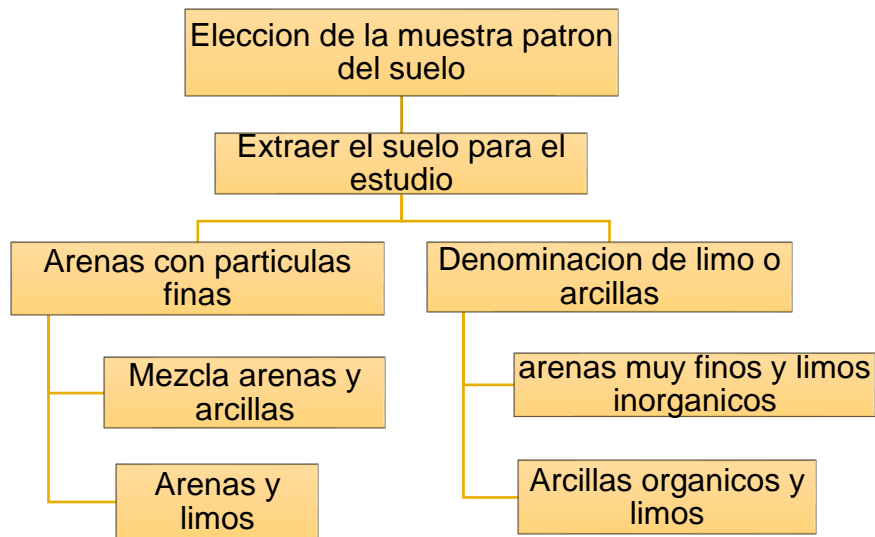 Eleccion de la muestra patron
del suelo
Extraer el suelo para el
estudio
Arenas con particulas
finas
Denominacion de limo o
arcillas
Mezcla arenas y
arcillas
arenas muy finos y limos
inorganicos
Arenas y
limos
Arcillas organicos y
limos